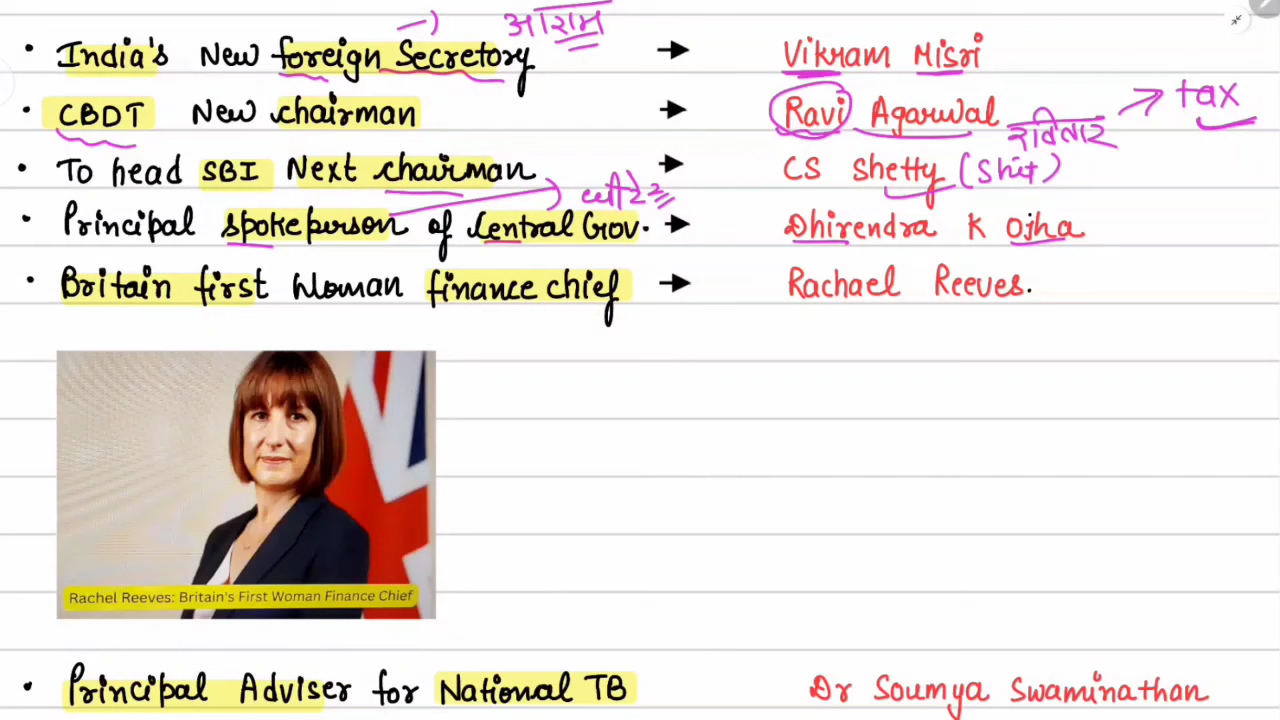 आराम
India's New foreign Secretory → Vikram Misri
CBDT New chairman → Ravi Agarwal रविवार → tax
To head SBI Next chairman → CS Shetty (Shit)
Principal spokeperson of Central Gov. → Dhirendra K Ojha
Britain first Woman finance chief → Rachael Reeves.
Rachel Reeves: Britain's First Woman Finance Chief
Principal Adviser for National TB Dr Soumya Swaminathan